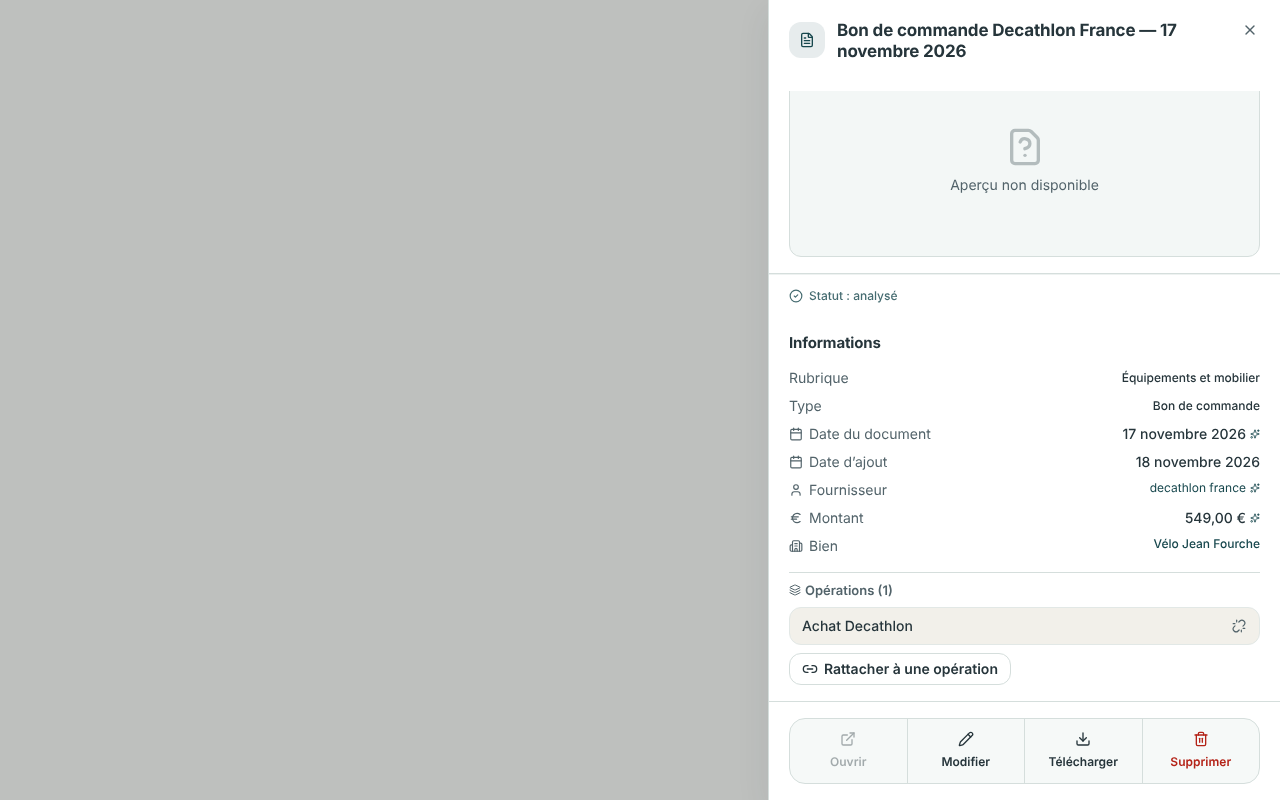 Bon de commande Decathlon France — 17
novembre 2026
Aperçu non disponible
Statut : analysé
Informations
Rubrique Équipements et mobilier
Type Bon de commande
Date du document 17 novembre 2026
Date d’ajout 18 novembre 2026
Fournisseur decathlon france
Montant 549,00 €
Bien Vélo Jean Fourche
Opérations (1)
Achat Decathlon
Rattacher à une opération
Ouvrir Modifier Télécharger Supprimer